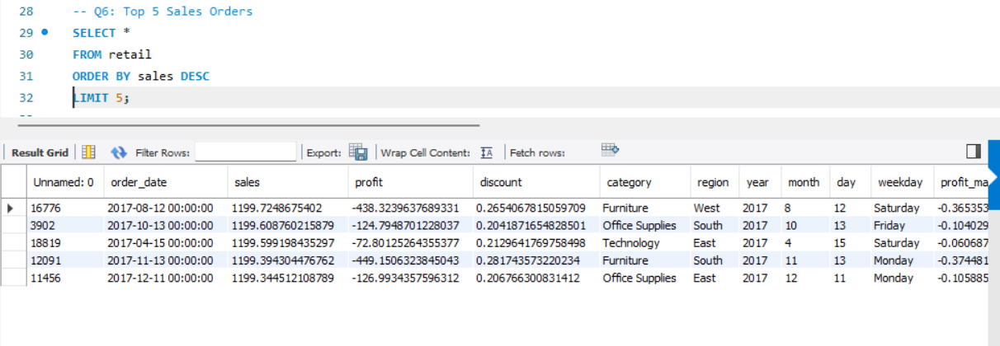 28 -- Q6: Top 5 Sales Orders
29 SELECT *
30 FROM retail
31 ORDER BY sales DESC
32 LIMIT 5;
Result Grid Filter Rows: Export: Wrap Cell Content: Fetch rows:
Unnamed: 0 order_date sales profit discount category region year month day weekday profit_ma
16776 2017-08-12 00:00:00 1199.7248675402 -438.3239637689331 0.2654067815059709 Furniture West 2017 8 12 Saturday -0.365353
3902 2017-10-13 00:00:00 1199.608760215879 -124.7948701228037 0.2041871654828501 Office Supplies South 2017 10 13 Friday -0.104029
18819 2017-04-15 00:00:00 1199.599198435297 -72.80125264355377 0.2129641769758498 Technology East 2017 4 15 Saturday -0.060687
12091 2017-11-13 00:00:00 1199.394304476762 -449.1506323845043 0.281743573220234 Furniture South 2017 11 13 Monday -0.374481
11456 2017-12-11 00:00:00 1199.344512108789 -126.9934357596312 0.206766300831412 Office Supplies East 2017 12 11 Monday -0.105885